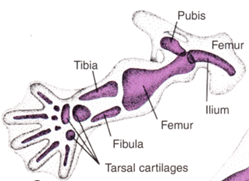 Pubis
Femur
Tibia
Ilium
Femur
Fibula
Tarsal cartilages